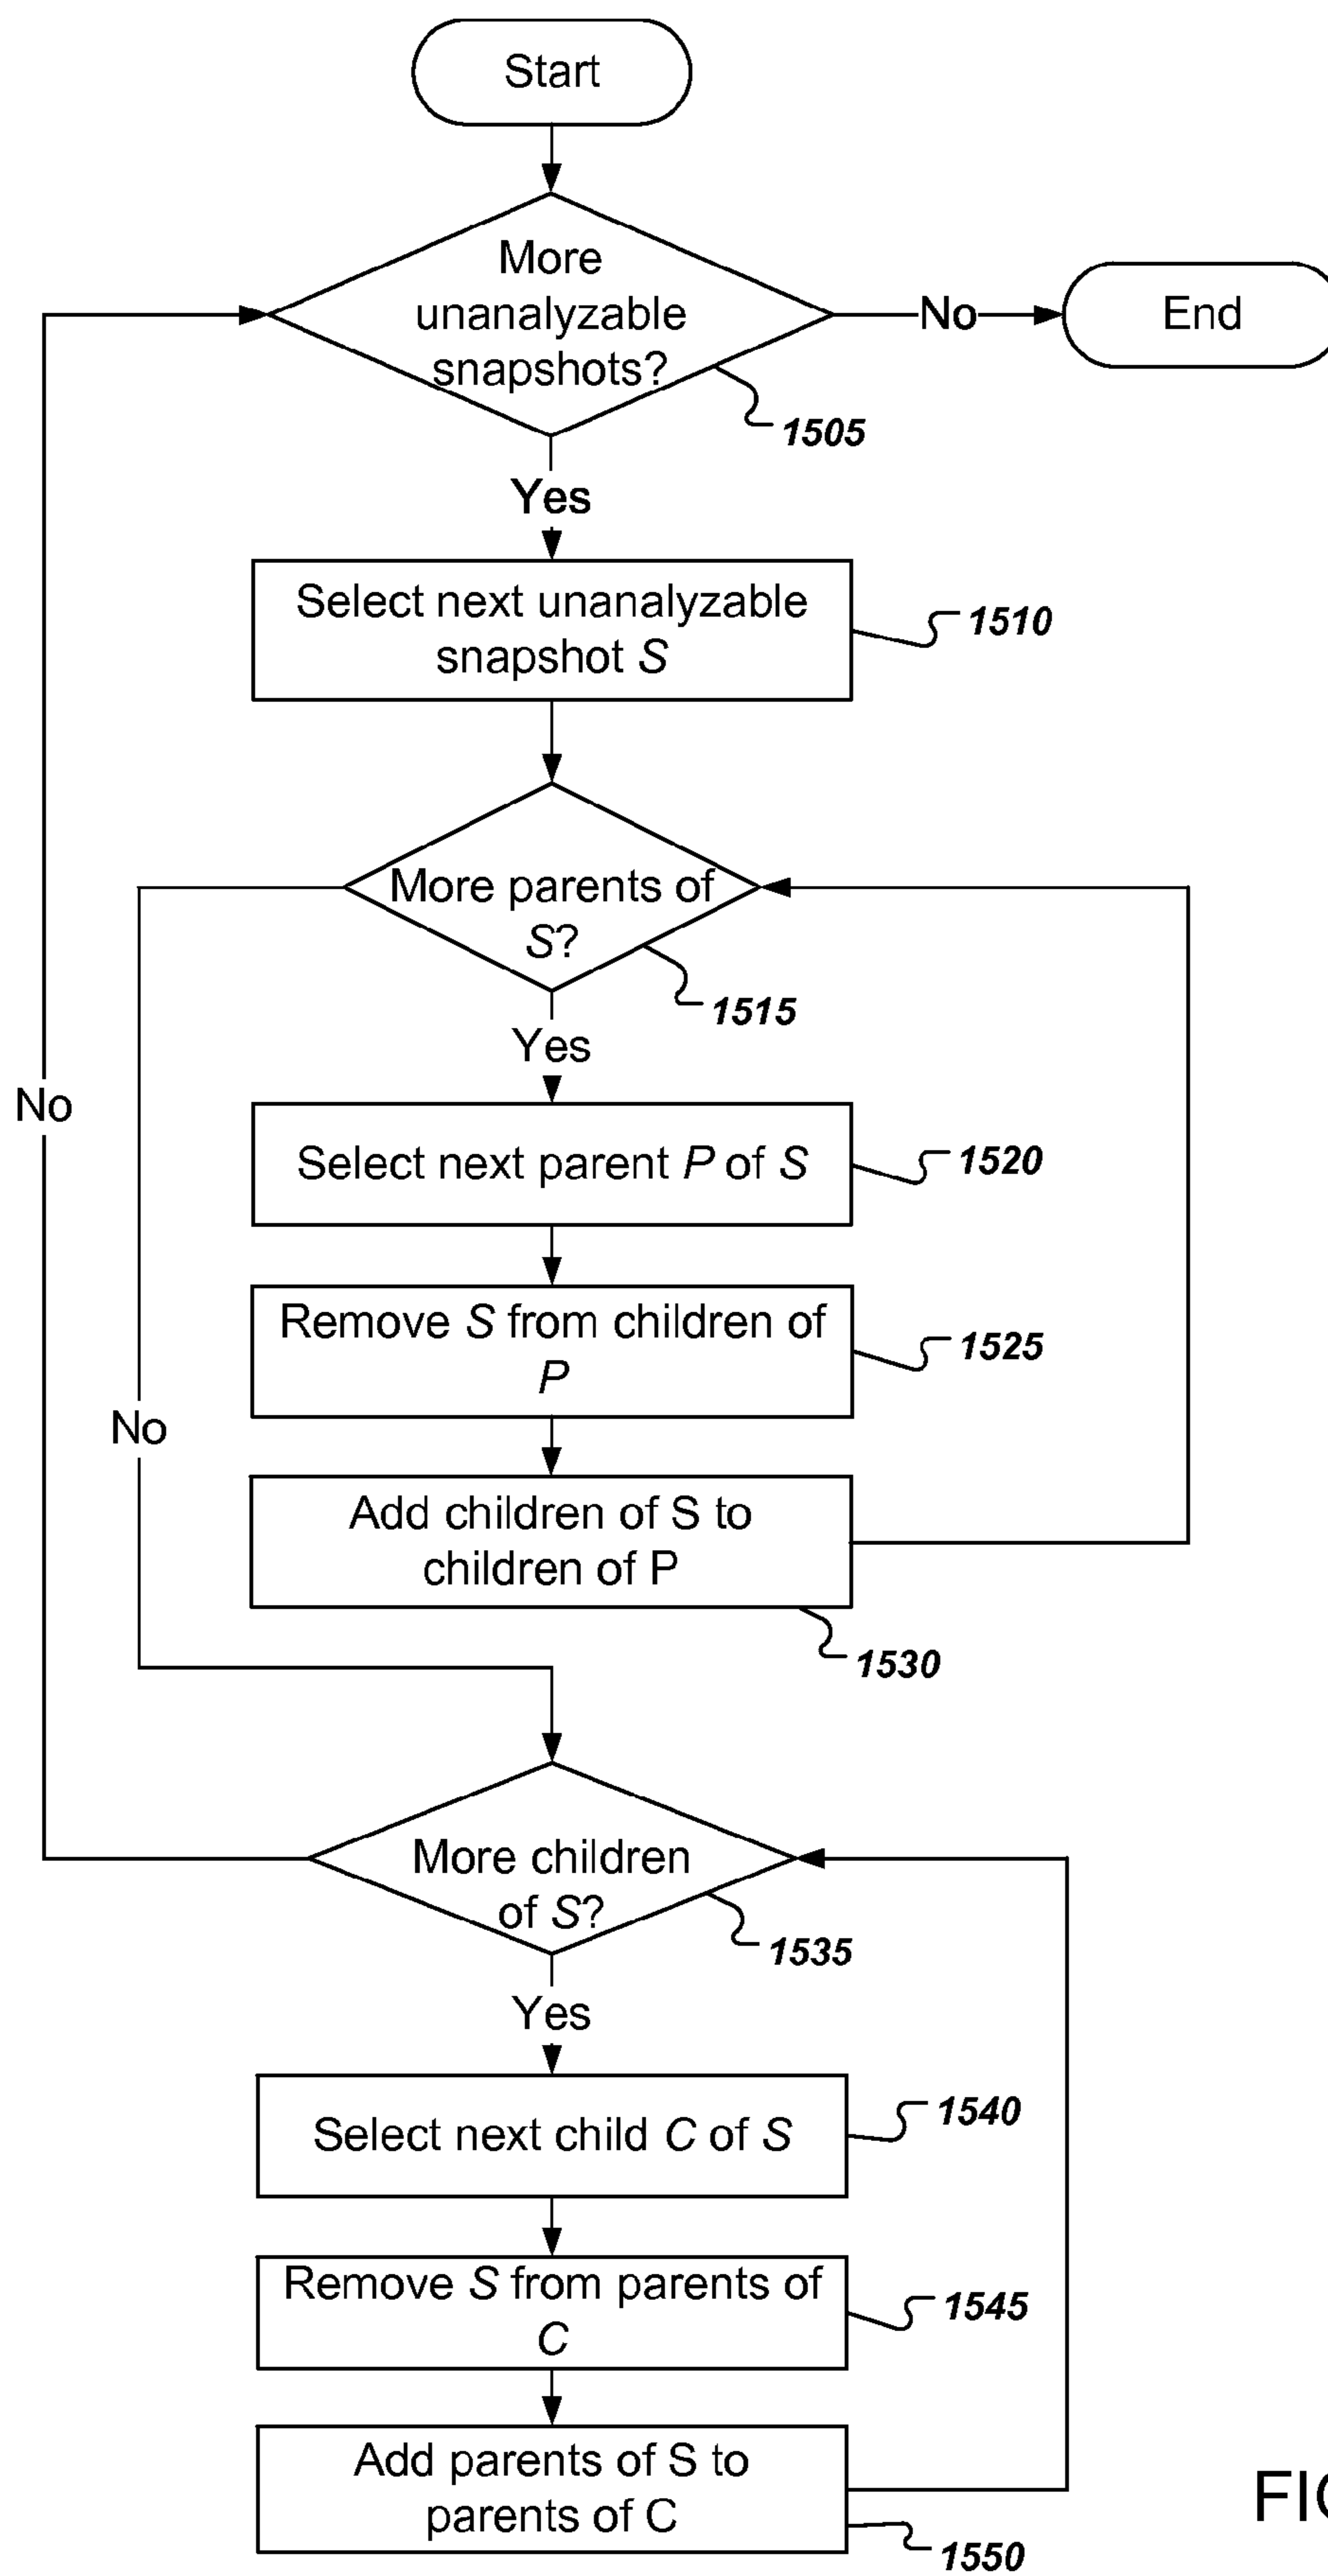 Start
More
unanalyzable
snapshots?
No
End
1505
Yes
Select next unanalyzable
snapshot S
1510
More parents of
S?
1515
Yes
No
Select next parent P of S
1520
Remove S from children of
P
1525
No
Add children of S to
children of P
1530
More children
of S?
1535
Yes
Select next child C of S
1540
Remove S from parents of
C
1545
Add parents of S to
parents of C
1550